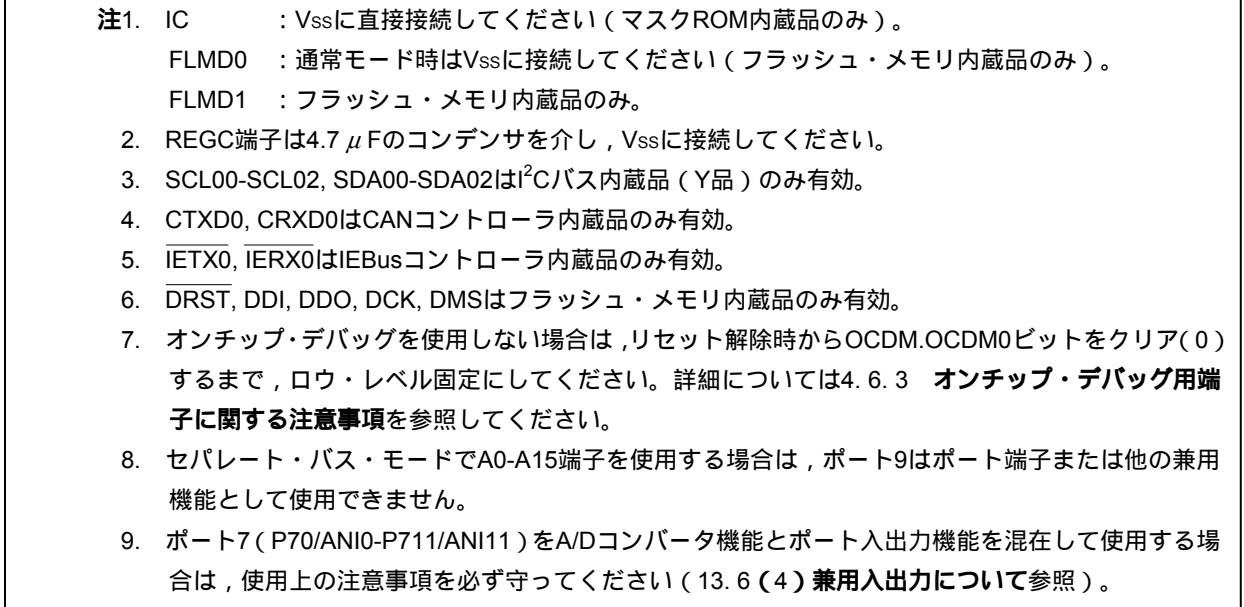 注1. IC ：VSSに直接接続してください（マスクROM内蔵品のみ）。
FLMD0 ：通常モード時はVSSに接続してください（フラッシュ・メモリ内蔵品のみ）。
FLMD1 ：フラッシュ・メモリ内蔵品のみ。
2. REGC端子は4.7 μFのコンデンサを介し，VSSに接続してください。
3. SCL00-SCL02, SDA00-SDA02はI²Cバス内蔵品（Y品）のみ有効。
4. CTXD0, CRXD0はCANコントローラ内蔵品のみ有効。
5. I̅E̅T̅X̅0̅, I̅E̅R̅X̅0̅はIEBusコントローラ内蔵品のみ有効。
6. D̅R̅S̅T̅, DDI, DDO, DCK, DMSはフラッシュ・メモリ内蔵品のみ有効。
7. オンチップ・デバッグを使用しない場合は，リセット解除時からOCDM.OCDM0ビットをクリア（0）
するまで，ロウ・レベル固定にしてください。詳細については4. 6. 3 オンチップ・デバッグ用端
子に関する注意事項を参照してください。
8. セパレート・バス・モードでA0-A15端子を使用する場合は，ポート9はポート端子または他の兼用
機能として使用できません。
9. ポート7（P70/ANI0-P711/ANI11）をA/Dコンバータ機能とポート入出力機能を混在して使用する場
合は，使用上の注意事項を必ず守ってください（13. 6（4）兼用入出力について参照）。